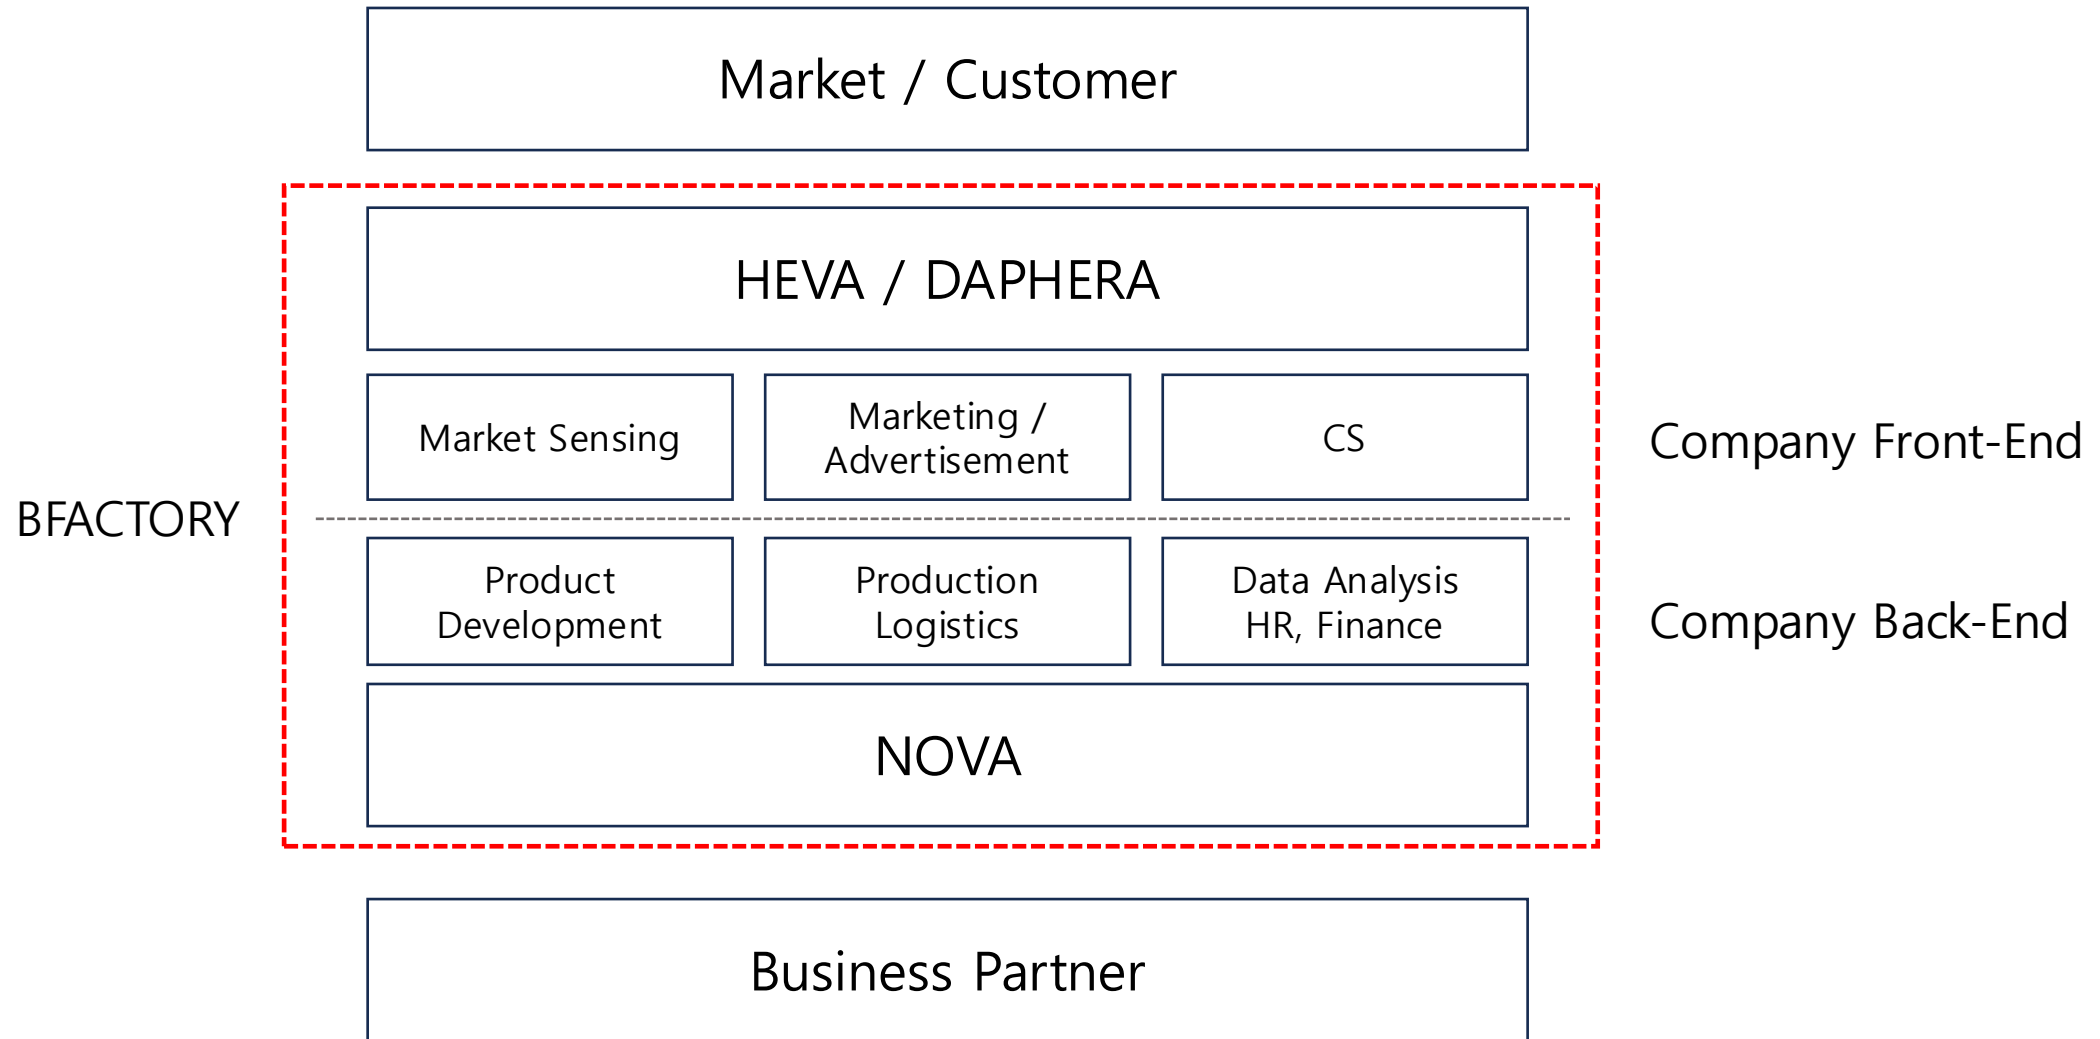 Market / Customer
HEVA / DAPHERA
Market Sensing
Marketing /
Advertisement
CS
Company Front-End
BFACTORY
Product
Development
Production
Logistics
Data Analysis
HR, Finance
Company Back-End
NOVA
Business Partner